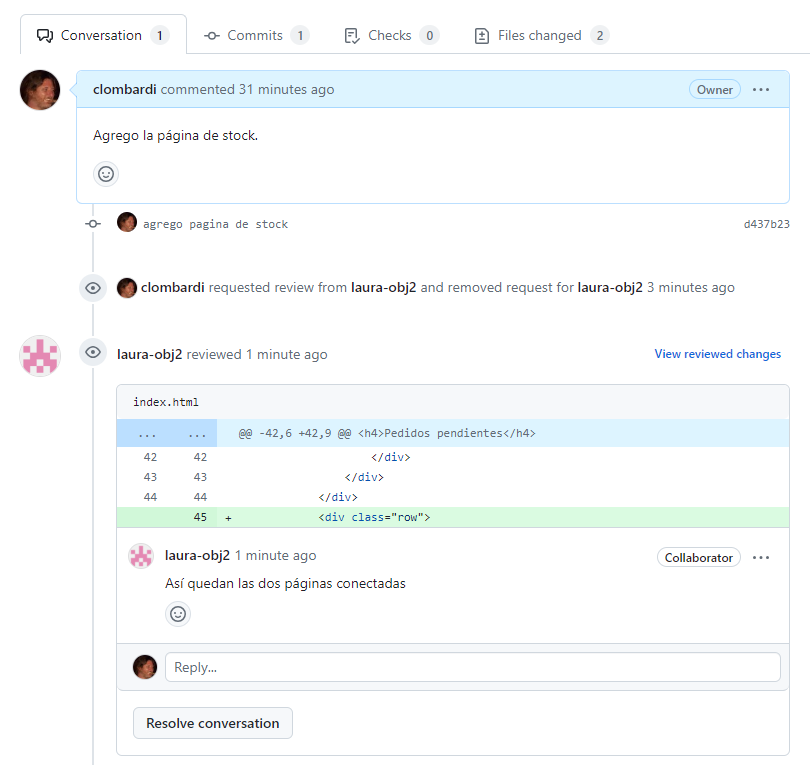 Conversation 1 Commits 1 Checks 0 Files changed 2
clombardi commented 31 minutes ago Owner ...
Agrego la página de stock.
agrego pagina de stock d437b23
clombardi requested review from laura-obj2 and removed request for laura-obj2 3 minutes ago
laura-obj2 reviewed 1 minute ago View reviewed changes
index.html
... ... @@ -42,6 +42,9 @@ <h4>Pedidos pendientes</h4>
42 42 </div>
43 43 </div>
44 44 </div>
45 + <div class="row">
laura-obj2 1 minute ago Collaborator ...
Así quedan las dos páginas conectadas
Reply...
Resolve conversation